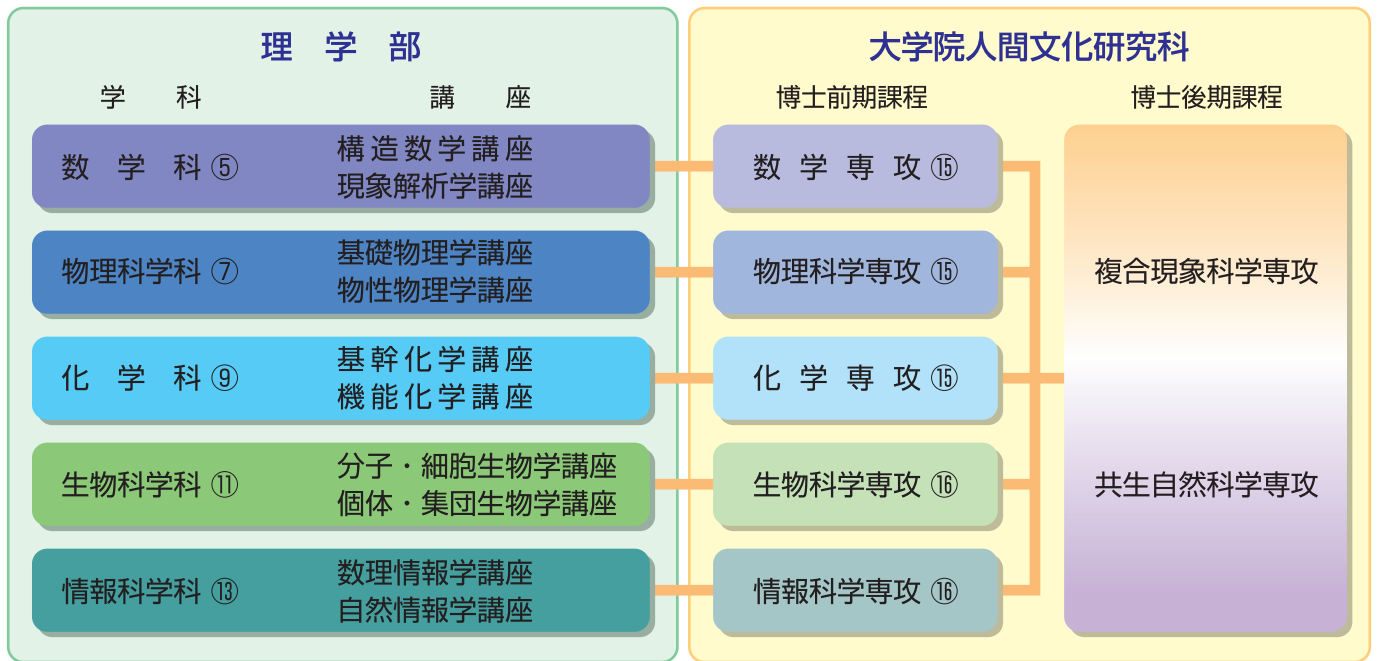 理 学 部
学 科 講 座
数 学 科 ⑤
構造数学講座
現象解析学講座
物理科学科 ⑦
基礎物理学講座
物性物理学講座
化 学 科 ⑨
基幹化学講座
機能化学講座
生物科学科 ⑪
分子・細胞生物学講座
個体・集団生物学講座
情報科学科 ⑬
数理情報学講座
自然情報学講座
大学院人間文化研究科
博士前期課程
数 学 専 攻 ⑮
物理科学専攻 ⑮
化 学 専 攻 ⑮
生物科学専攻 ⑯
情報科学専攻 ⑯
博士後期課程
複合現象科学専攻
共生自然科学専攻